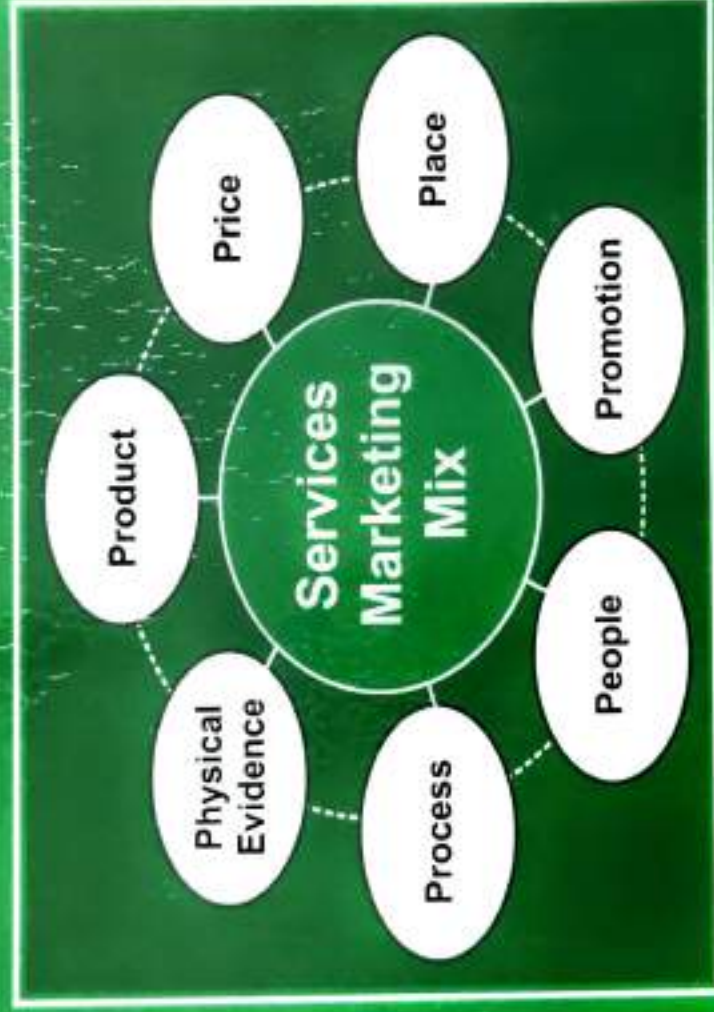 Services
Marketing
Mix
Product
Price
Place
Promotion
People
Process
Physical
Evidence